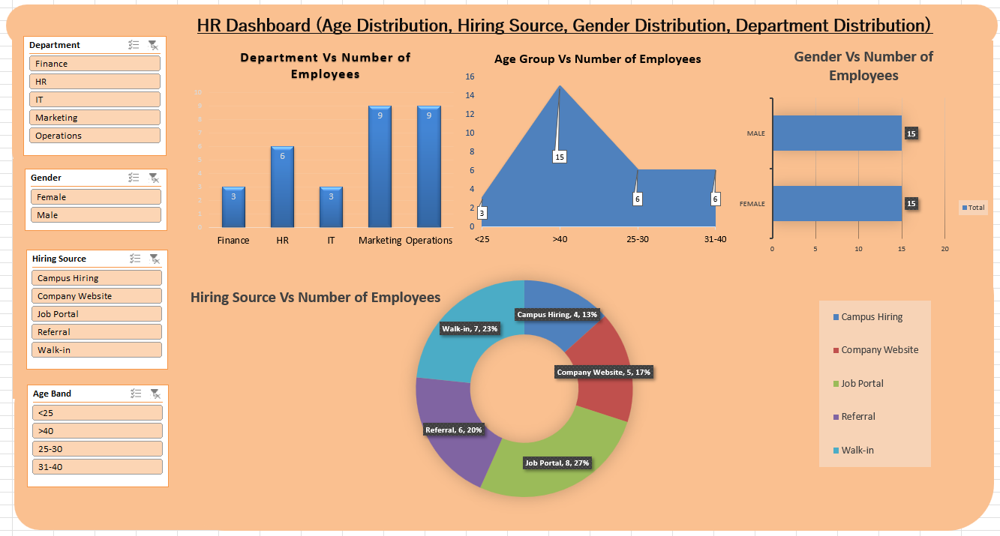 HR Dashboard (Age Distribution, Hiring Source, Gender Distribution, Department Distribution)
Department
Finance
HR
IT
Marketing
Operations
Gender
Female
Male
Hiring Source
Campus Hiring
Company Website
Job Portal
Referral
Walk-in
Age Band
<25
>40
25-30
31-40
Department Vs Number of
Employees
10
9
8
7
6
5
4
3
2
1
0
3
6
3
9
9
Finance
HR
IT
Marketing
Operations
Age Group Vs Number of Employees
16
14
12
10
8
6
4
2
0
3
15
6
6
<25
>40
25-30
31-40
Gender Vs Number of
Employees
MALE
15
FEMALE
15
0
5
10
15
20
Total
Hiring Source Vs Number of Employees
Campus Hiring, 4, 13%
Walk-in, 7, 23%
Company Website, 5, 17%
Referral, 6, 20%
Job Portal, 8, 27%
Campus Hiring
Company Website
Job Portal
Referral
Walk-in